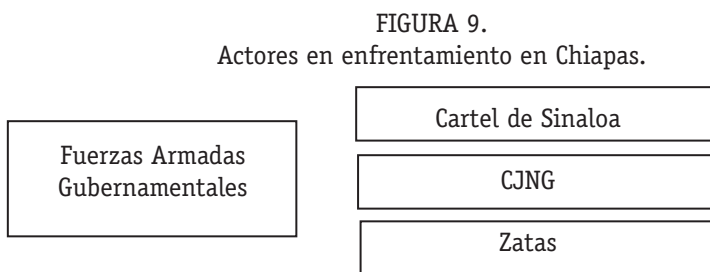 FIGURA 9.
Actores en enfrentamiento en Chiapas.
Fuerzas Armadas
Gubernamentales
Cartel de Sinaloa
CJNG
Zatas